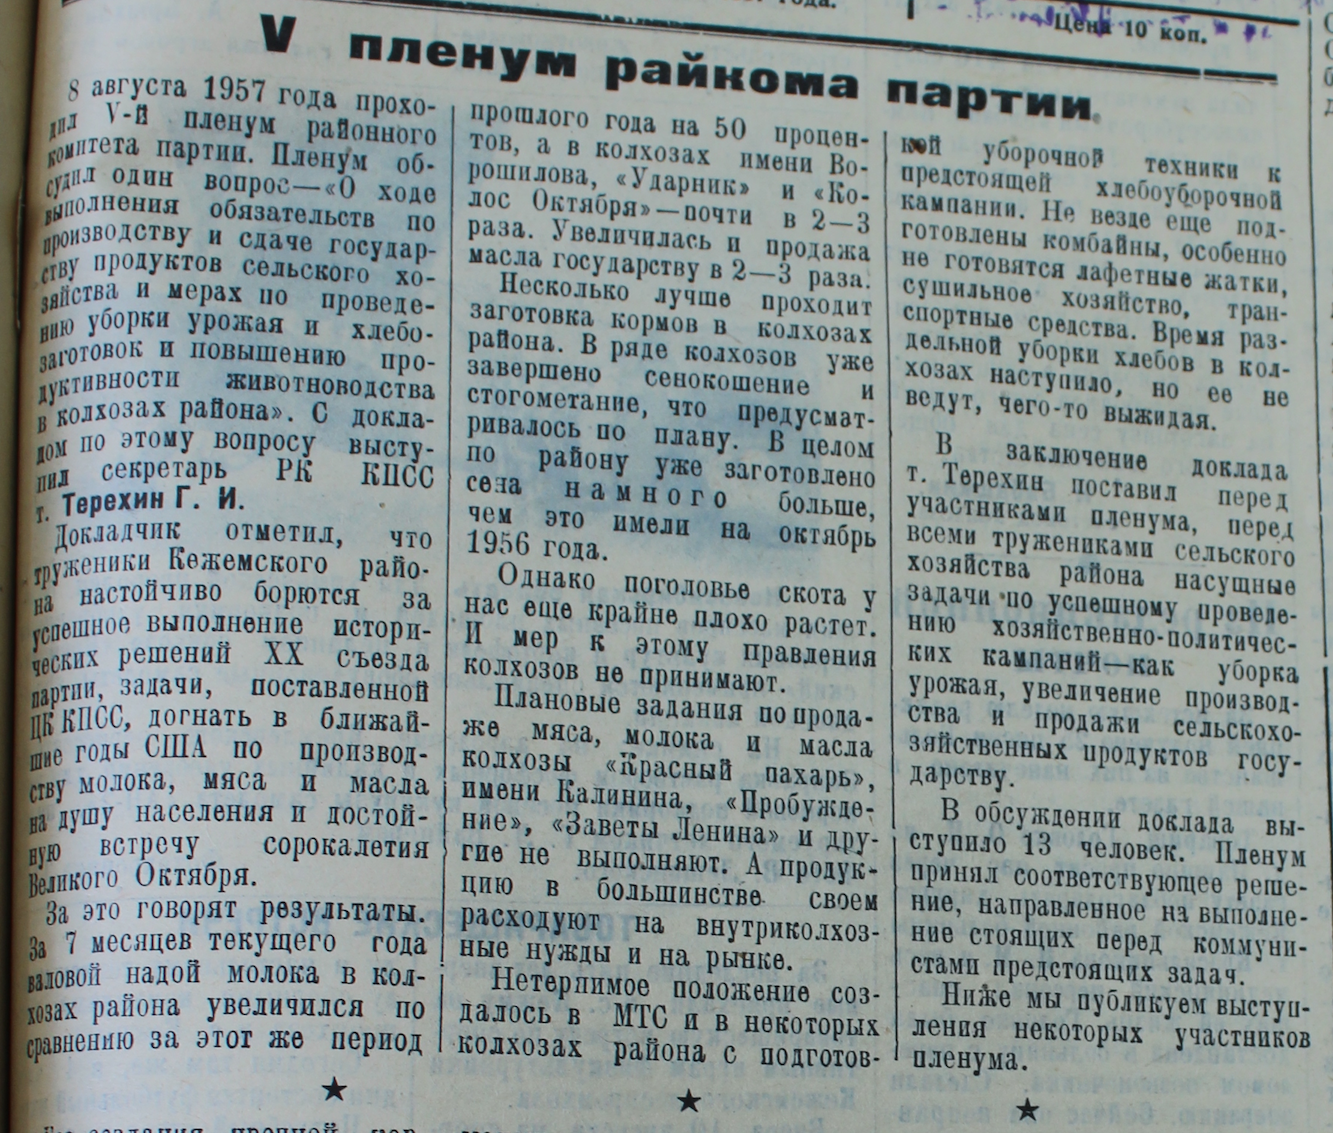 Цена 10 коп.
V пленум райкома партии
8 августа 1957 года прохо-
дил V-й пленум районного
комитета партии. Пленум об-
судил один вопрос—«О ходе
выполнения обязательств по
производству и сдаче государ-
ству продуктов сельского хо-
зяйства и мерах по проведе-
нию уборки урожая и хлебо-
заготовок и повышению про-
дуктивности животноводства
в колхозах района». С докла-
дом по этому вопросу высту-
пил секретарь РК КПСС
т. Терехин Г. И.
Докладчик отметил, что
труженики Кежемского райо-
на настойчиво борются за
успешное выполнение истори-
ческих решений XX съезда
партии, задачи, поставленной
ЦК КПСС, догнать в ближай-
шие годы США по производ-
ству молока, мяса и масла
на душу населения и достой-
ную встречу сорокалетия
Великого Октября.
За это говорят результаты.
За 7 месяцев текущего года
валовой надой молока в кол-
хозах района увеличился по
сравнению за этот же период
прошлого года на 50 процен-
тов, а в колхозах имени Во-
рошилова, «Ударник» и «Ко-
лос Октября»—почти в 2—3
раза. Увеличилась и продажа
масла государству в 2—3 раза.
Несколько лучше проходит
заготовка кормов в колхозах
района. В ряде колхозов уже
завершено сенокошение и
стогометание, что предусмат-
ривалось по плану. В целом
по району уже заготовлено
сена намного больше,
чем это имели на октябрь
1956 года.
Однако поголовье скота у
нас еще крайне плохо растет.
И мер к этому правления
колхозов не принимают.
Плановые задания по прода-
же мяса, молока и масла
колхозы «Красный пахарь»,
имени Калинина, «Пробужде-
ние», «Заветы Ленина» и дру-
гие не выполняют. А продук-
цию в большинстве своем
расходуют на внутриколхоз-
ные нужды и на рынке.
Нетерпимое положение соз-
далось в МТС и в некоторых
колхозах района с подготов-
кой уборочной техники к
предстоящей хлебоуборочной
кампании. Не везде еще под-
готовлены комбайны, особенно
не готовятся лафетные жатки,
сушильное хозяйство, тран-
спортные средства. Время раз-
дельной уборки хлебов в кол-
хозах наступило, но ее не
ведут, чего-то выжидая.
В заключение доклада
т. Терехин поставил перед
участниками пленума, перед
всеми тружениками сельского
хозяйства района насущные
задачи по успешному проведе-
нию хозяйственно-политичес-
ких кампаний—как уборка
урожая, увеличение производ-
ства и продажи сельскохо-
зяйственных продуктов госу-
дарству.
В обсуждении доклада вы-
ступило 13 человек. Пленум
принял соответствующее реше-
ние, направленное на выполне-
ние стоящих перед коммуни-
стами предстоящих задач.
Ниже мы публикуем выступ-
ления некоторых участников
пленума.